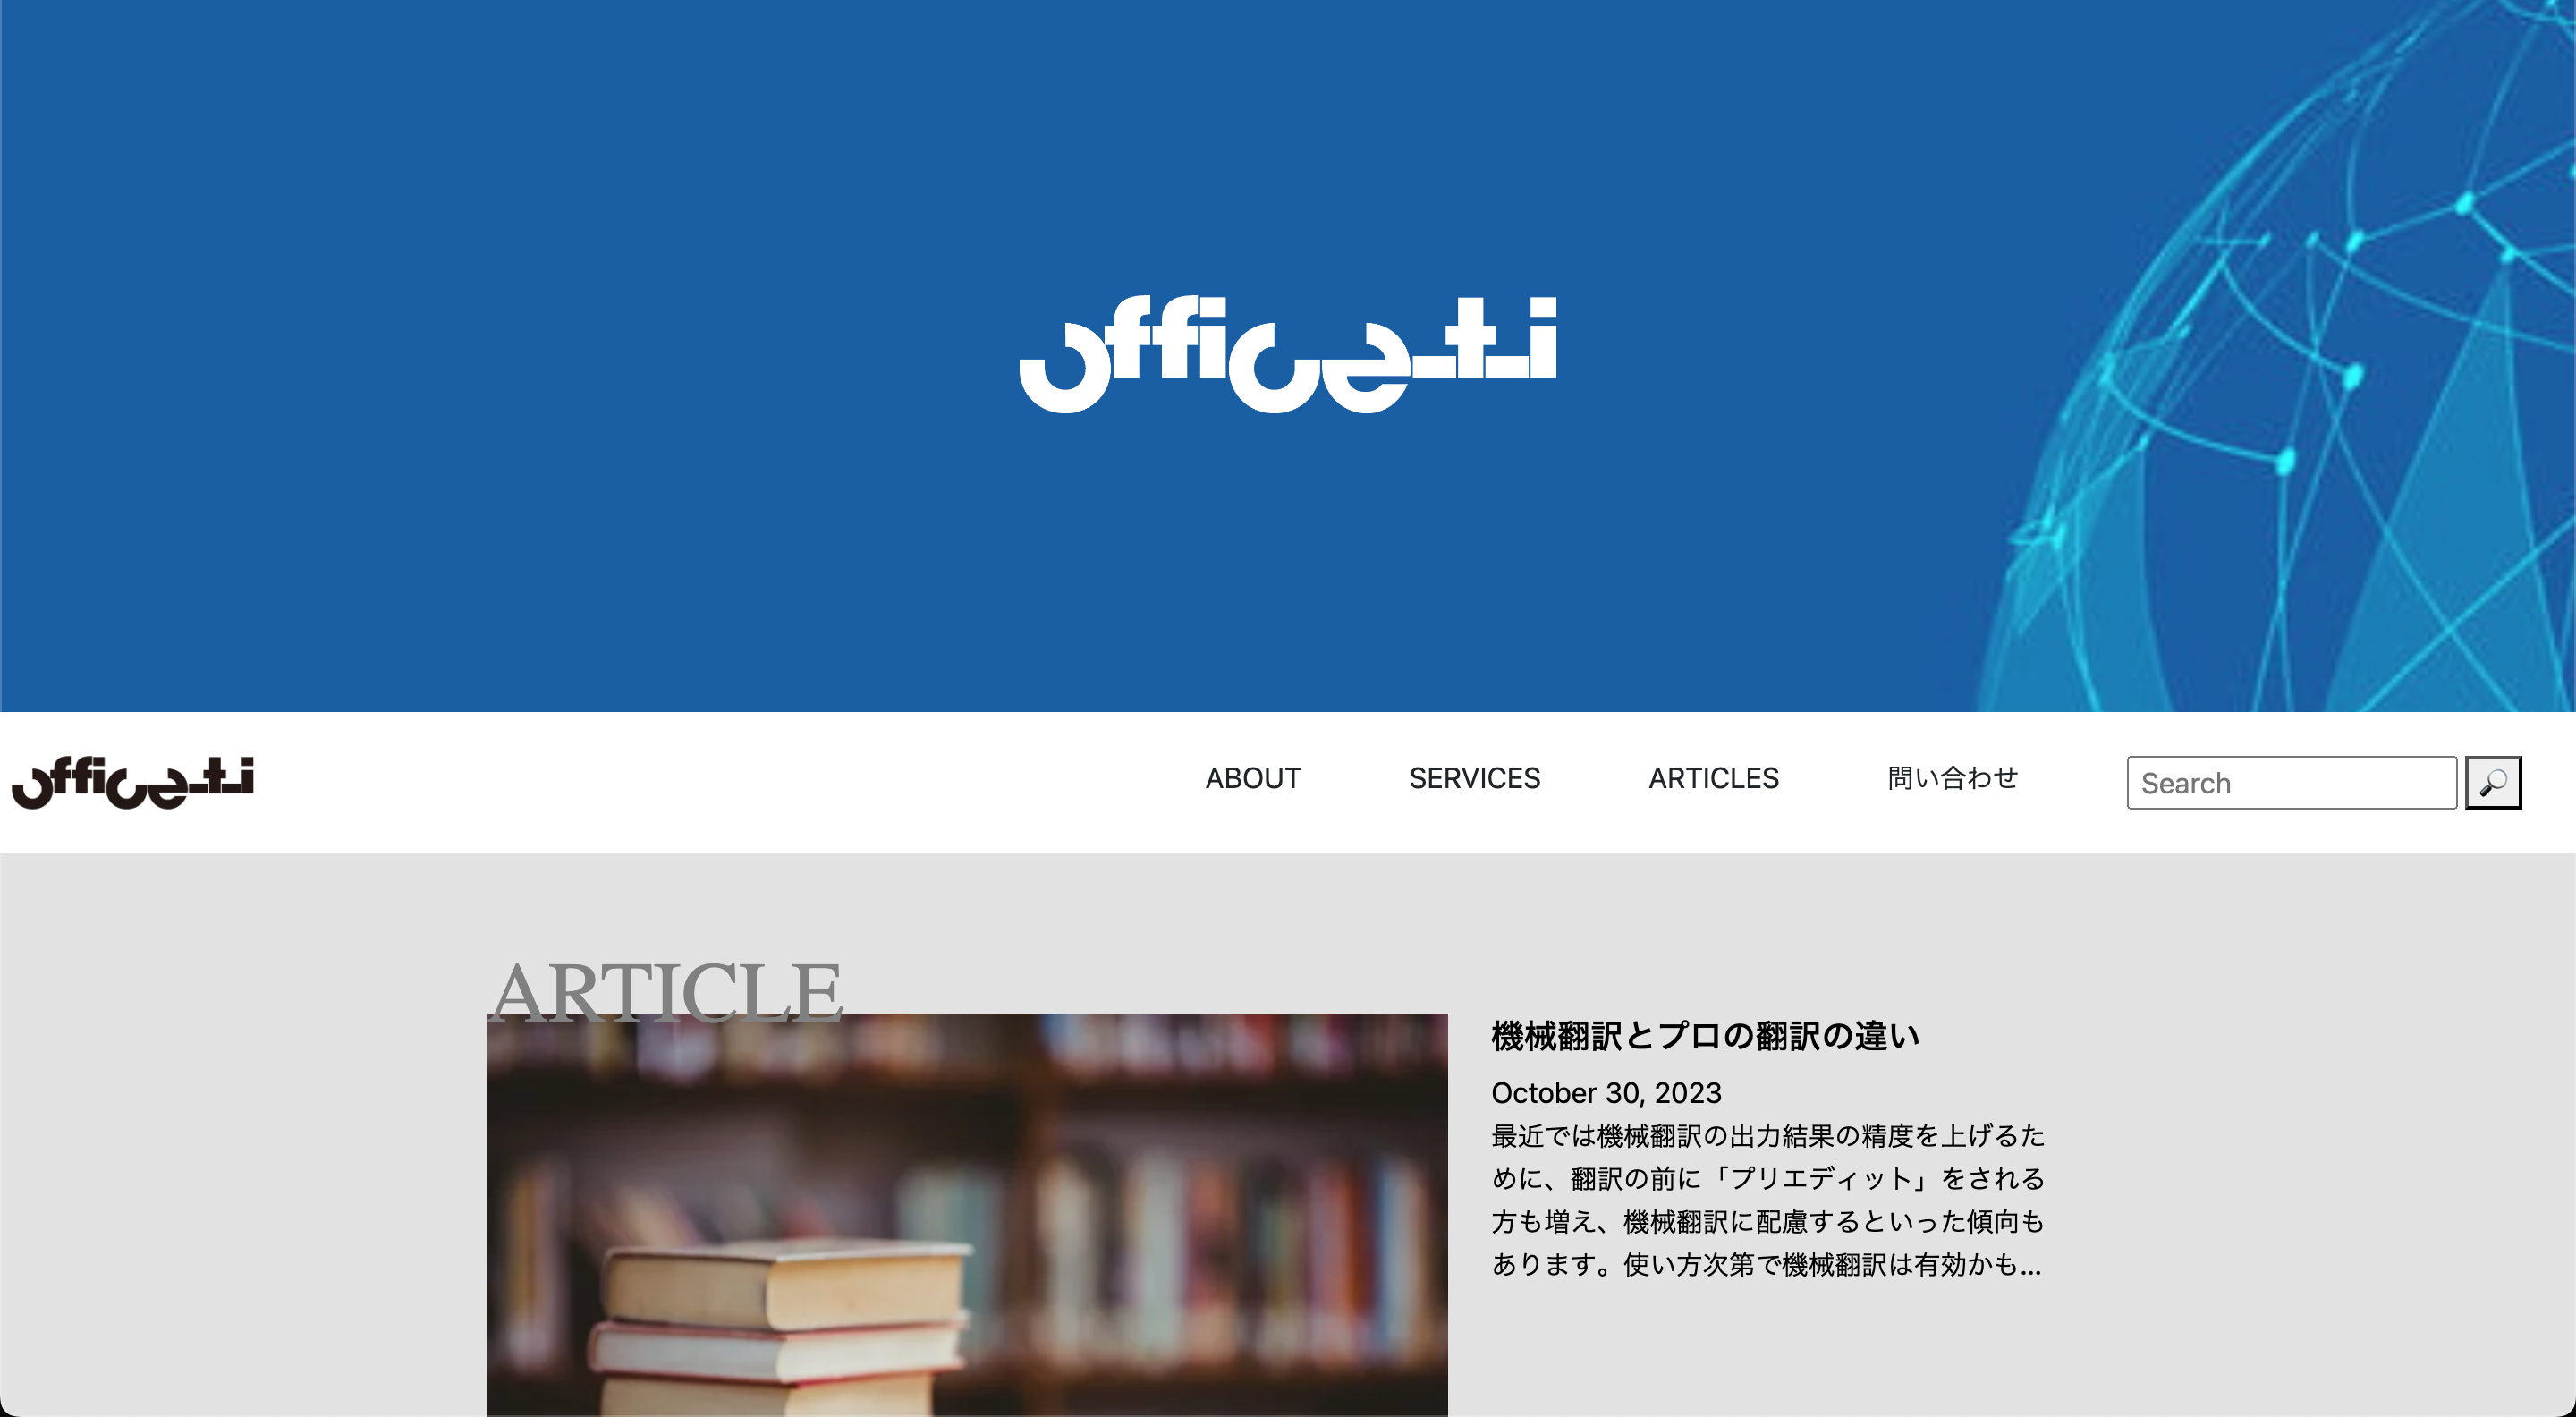 office-t-i
office-t-i
ABOUT SERVICES ARTICLES 問い合わせ Search
ARTICLE
機械翻訳とプロの翻訳の違い
October 30, 2023
最近では機械翻訳の出力結果の精度を上げるた
めに、翻訳の前に「プリエディット」をされる
方も増え、機械翻訳に配慮するといった傾向も
あります。使い方次第で機械翻訳は有効かも...